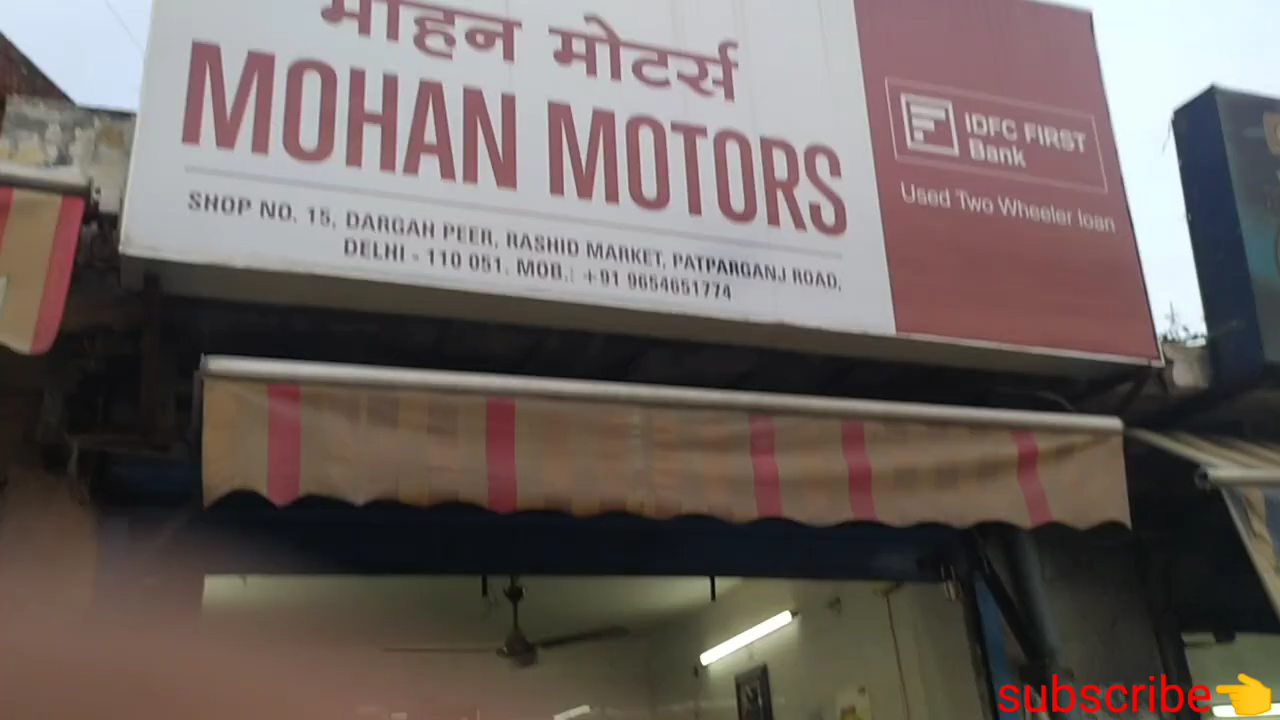 मोहन मोटर्स
MOHAN MOTORS
SHOP NO. 15, DARGAH PEER, RASHID MARKET, PATPARGANJ ROAD,
DELHI - 110 051. MOB.: +91 9654651774
IDFC FIRST
Bank
Used Two Wheeler loan
subscribe